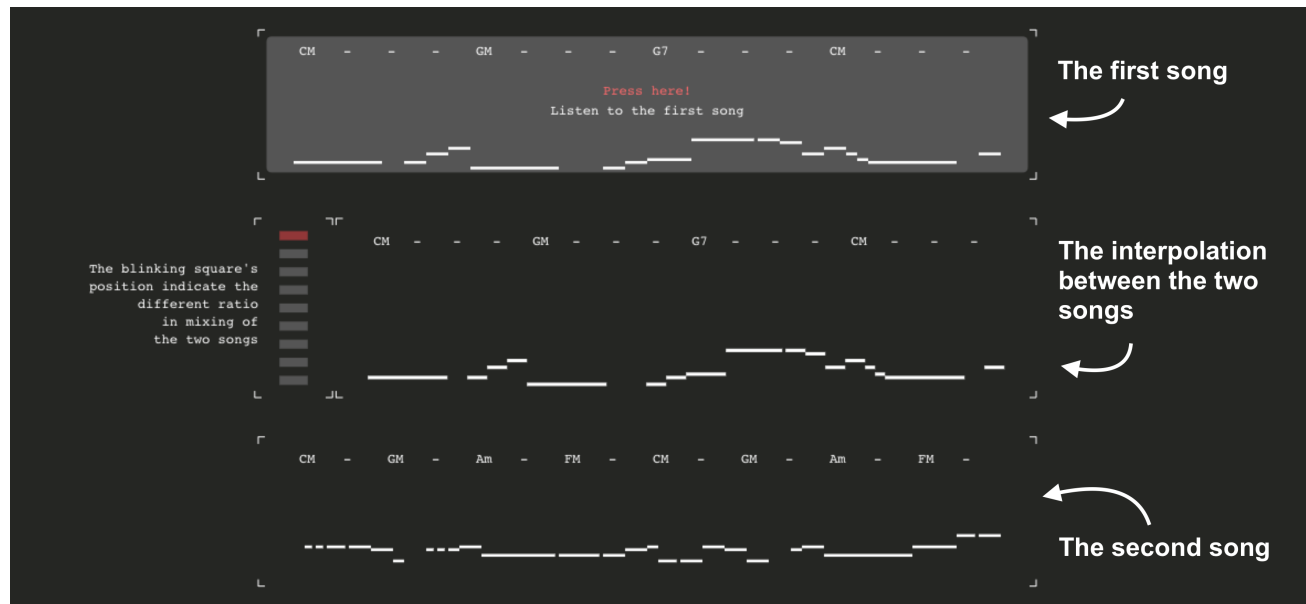 CM - - - GM - - - G7 - - - CM - - -
Press here!
Listen to the first song
The first song
The blinking square's
position indicate the
different ratio
in mixing of
the two songs
CM - - - GM - - - G7 - - - CM - - -
The interpolation
between the two
songs
CM - GM - Am - FM - CM - GM - Am - FM -
The second song